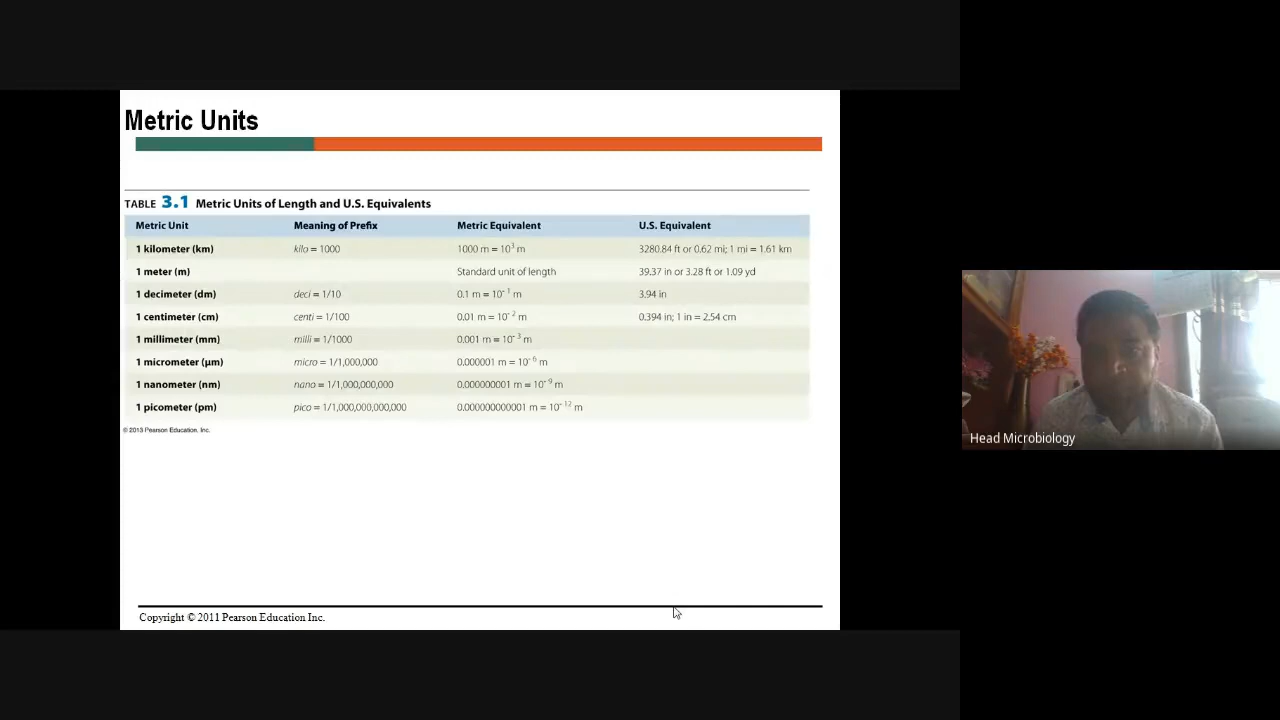 Metric Units
TABLE 3.1 Metric Units of Length and U.S. Equivalents
Metric Unit Meaning of Prefix Metric Equivalent U.S. Equivalent
1 kilometer (km) kilo = 1000 1000 m = 10³ m 3280.84 ft or 0.62 mi; 1 mi = 1.61 km
1 meter (m) Standard unit of length 39.37 in or 3.28 ft or 1.09 yd
1 decimeter (dm) deci = 1/10 0.1 m = 10⁻¹ m 3.94 in
1 centimeter (cm) centi = 1/100 0.01 m = 10⁻² m 0.394 in; 1 in = 2.54 cm
1 millimeter (mm) milli = 1/1000 0.001 m = 10⁻³ m
1 micrometer (μm) micro = 1/1,000,000 0.000001 m = 10⁻⁶ m
1 nanometer (nm) nano = 1/1,000,000,000 0.000000001 m = 10⁻⁹ m
1 picometer (pm) pico = 1/1,000,000,000,000 0.000000000001 m = 10⁻¹² m
© 2013 Pearson Education, Inc.
Copyright © 2011 Pearson Education Inc.
Head Microbiology